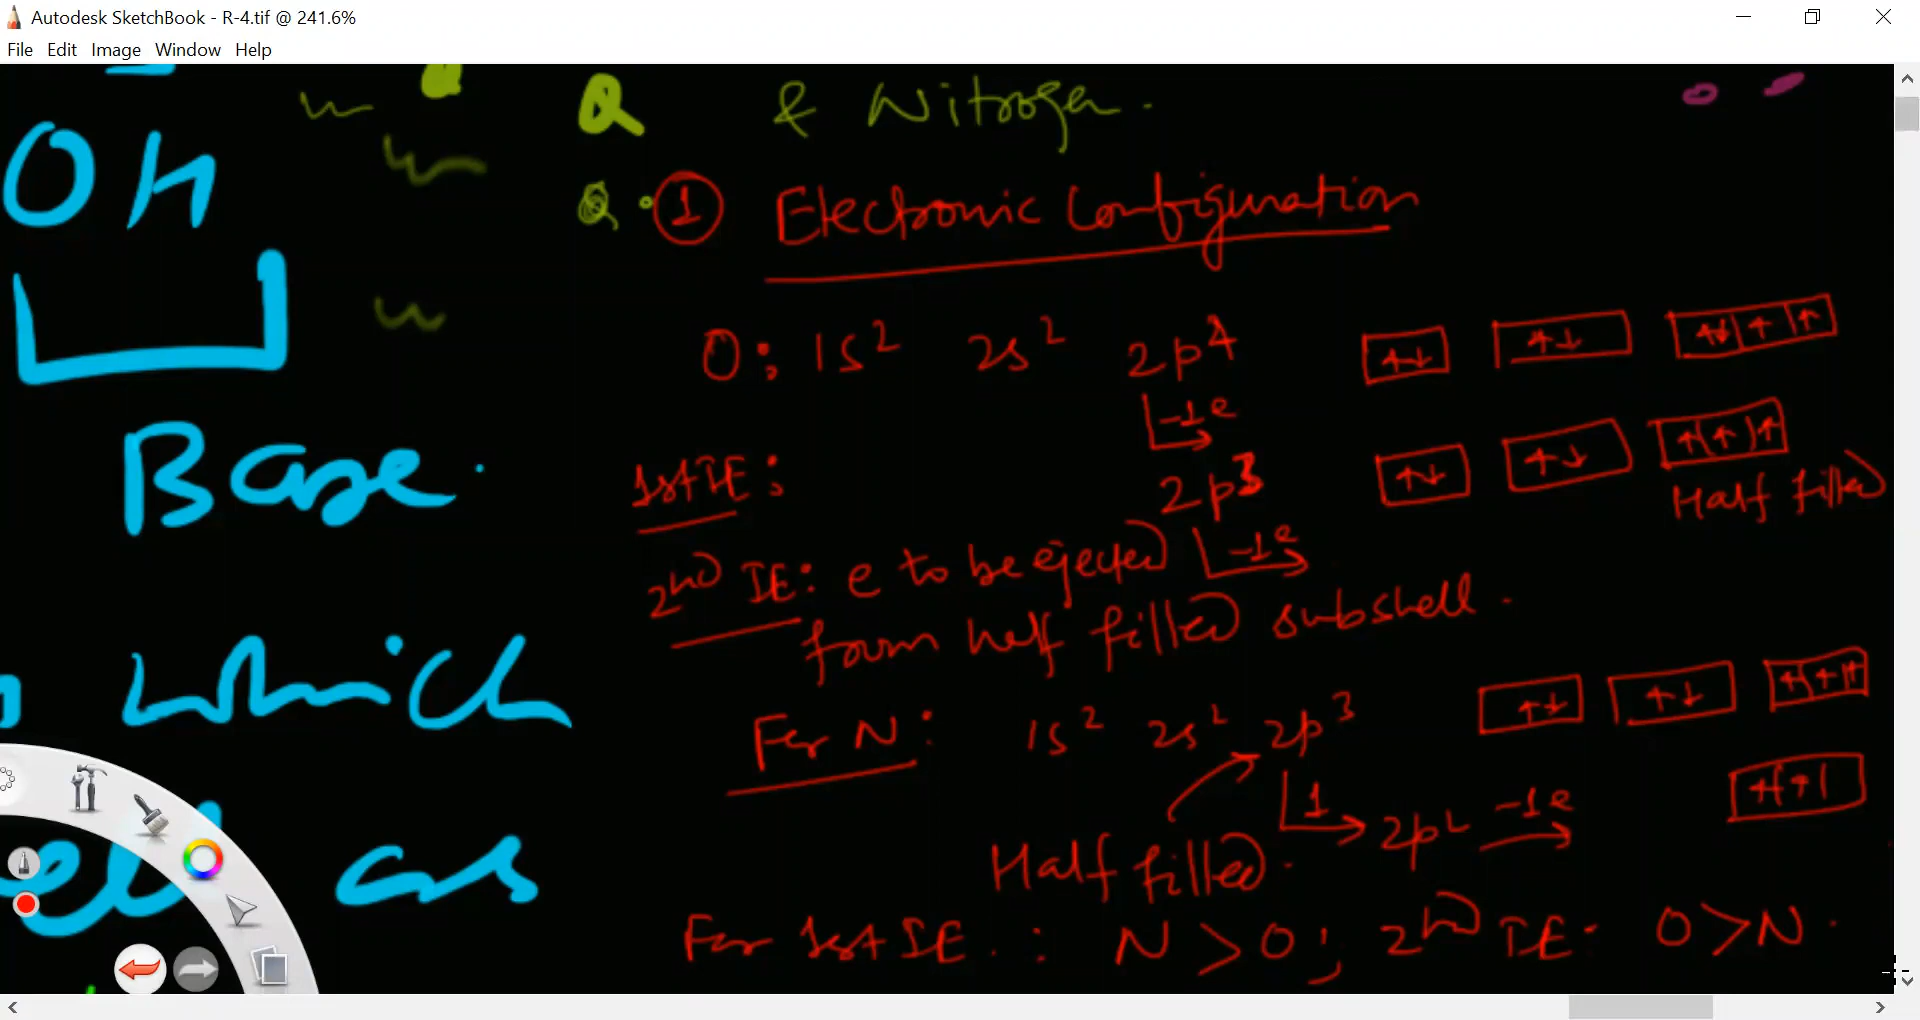 Autodesk SketchBook - R-4.tif @ 241.6%
File Edit Image Window Help
& Nitrogen.
Q
OH
Q. 1 Electronic Configuration
O: 1s² 2s² 2p⁴ ↑↓ ↑↓ ↑↓ ↑ ↑
-1e
Base.
1st IE: 2p³ ↑↓ ↑↓ ↑ ↑ ↑
Half filled
2nd IE: e to be ejected -1e
from half filled subshell.
which
For N: 1s² 2s² 2p³ ↑↓ ↑↓ ↑ ↑ ↑
1 2p² -1e ↑ ↑
Half filled.
as
For 1st IE.: N > O; 2nd IE. O > N.